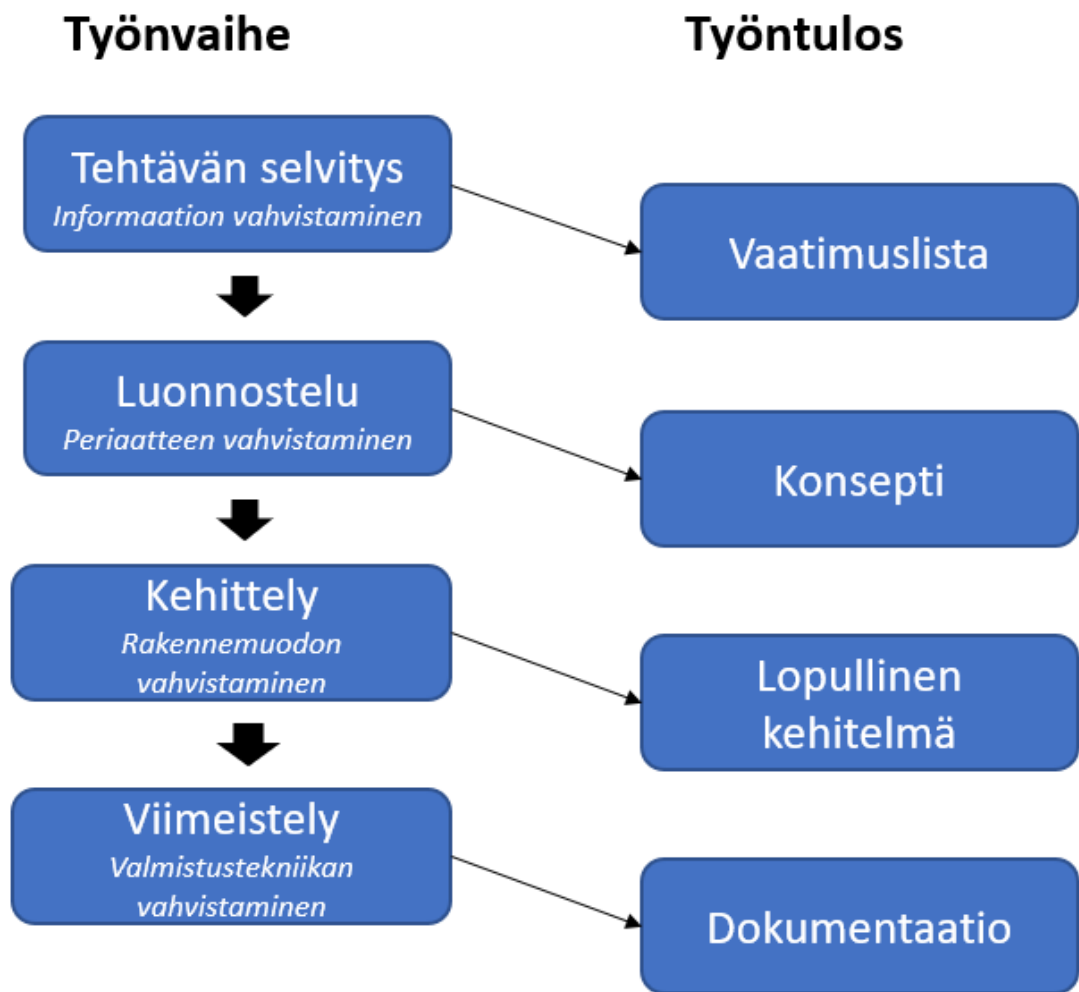 Työnvaihe
Työntulos
Tehtävän selvitys
Informaation vahvistaminen
Vaatimuslista
Luonnostelu
Periaatteen vahvistaminen
Konsepti
Kehittely
Rakennemuodon
vahvistaminen
Lopullinen
kehitelmä
Viimeistely
Valmistustekniikan
vahvistaminen
Dokumentaatio